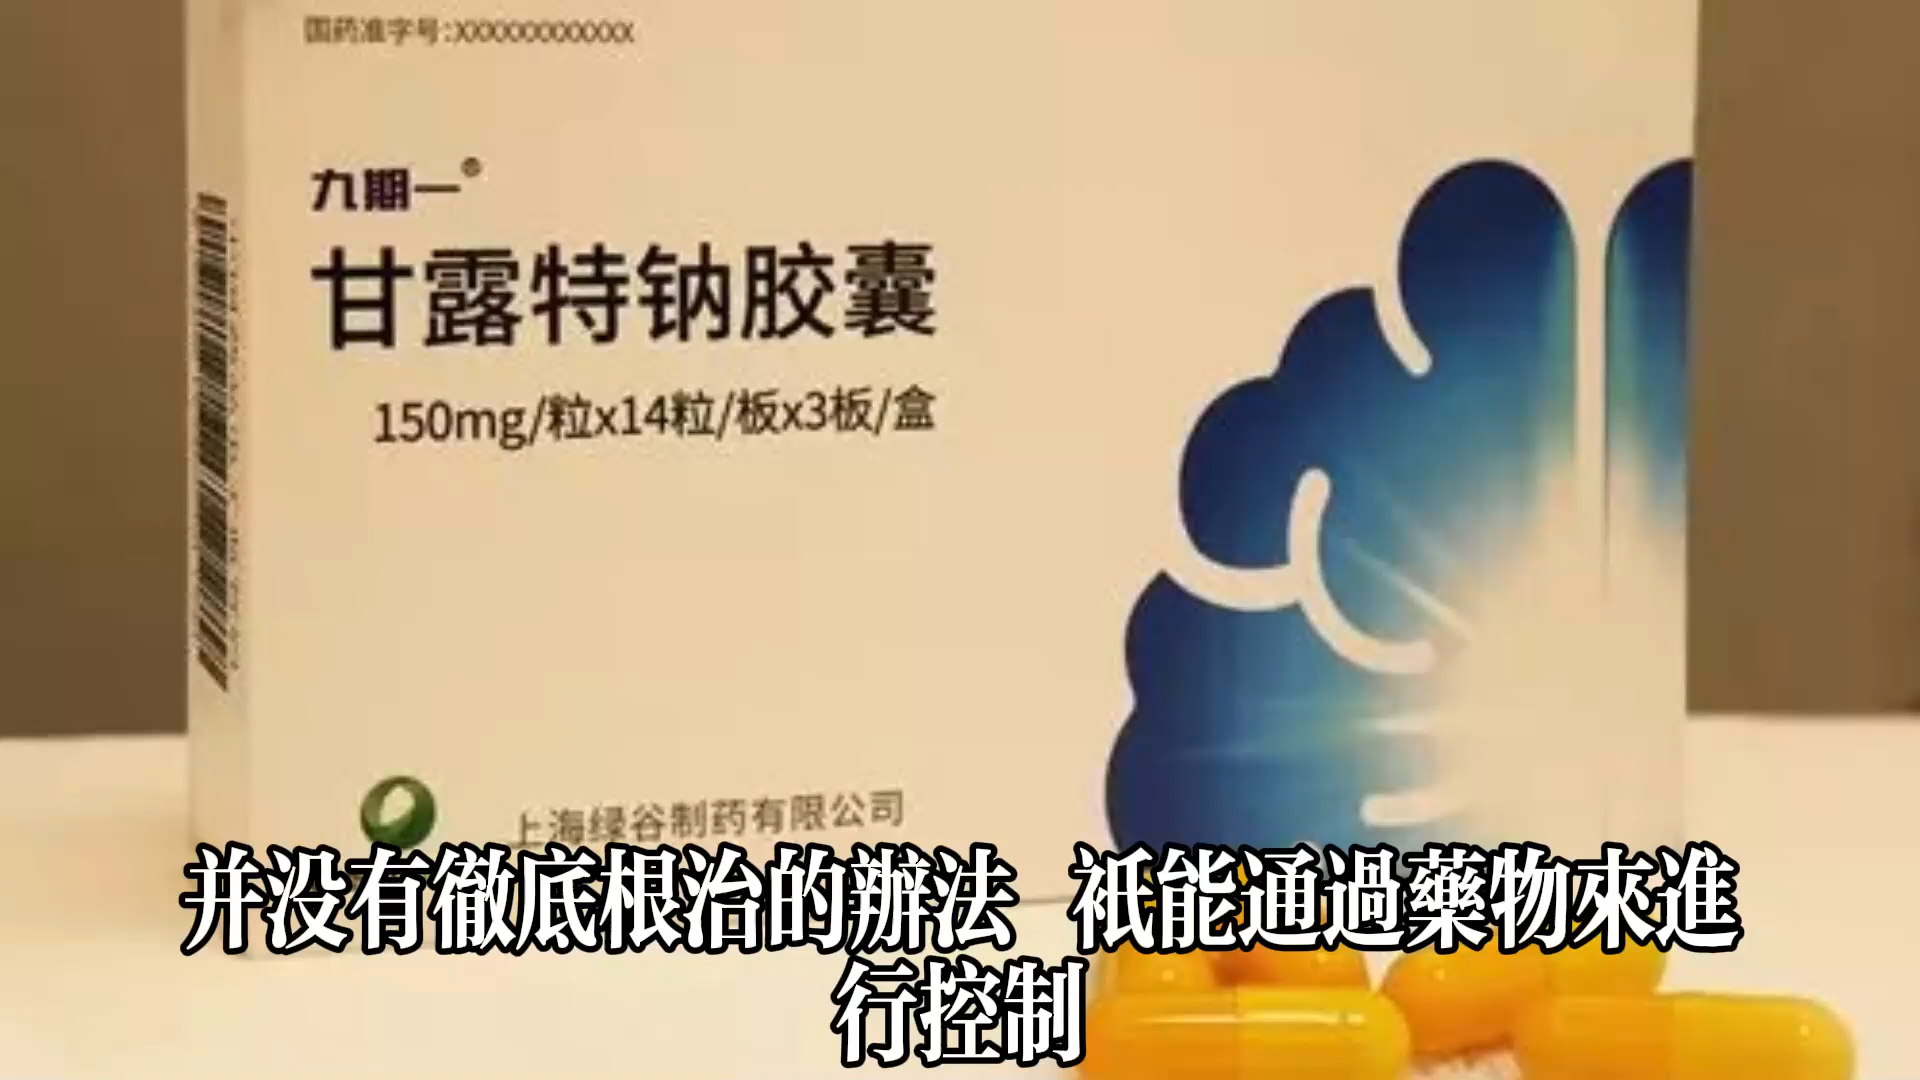 国药准字号:XXXXXXXXXXXX
九期一®
甘露特钠胶囊
150mg/粒x14粒/板x3板/盒
上海绿谷制药有限公司
并没有徹底根治的辦法 衹能通過藥物來進
行控制